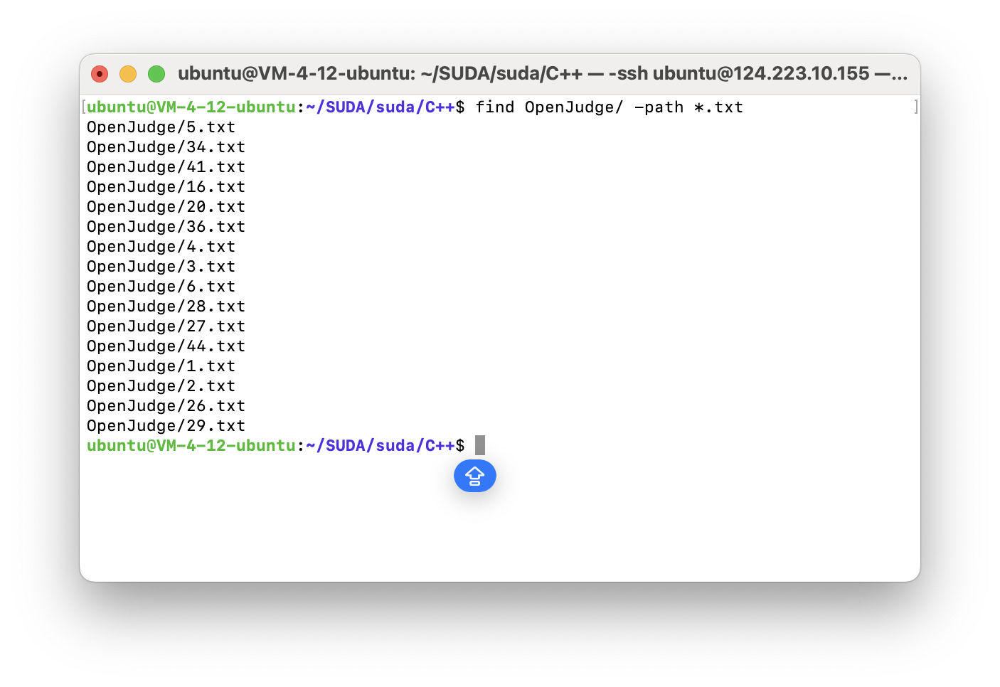 ubuntu@VM-4-12-ubuntu: ~/SUDA/suda/C++ — -ssh ubuntu@124.223.10.155 —...
[ubuntu@VM-4-12-ubuntu:~/SUDA/suda/C++$ find OpenJudge/ -path *.txt ]
OpenJudge/5.txt
OpenJudge/34.txt
OpenJudge/41.txt
OpenJudge/16.txt
OpenJudge/20.txt
OpenJudge/36.txt
OpenJudge/4.txt
OpenJudge/3.txt
OpenJudge/6.txt
OpenJudge/28.txt
OpenJudge/27.txt
OpenJudge/44.txt
OpenJudge/1.txt
OpenJudge/2.txt
OpenJudge/26.txt
OpenJudge/29.txt
ubuntu@VM-4-12-ubuntu:~/SUDA/suda/C++$